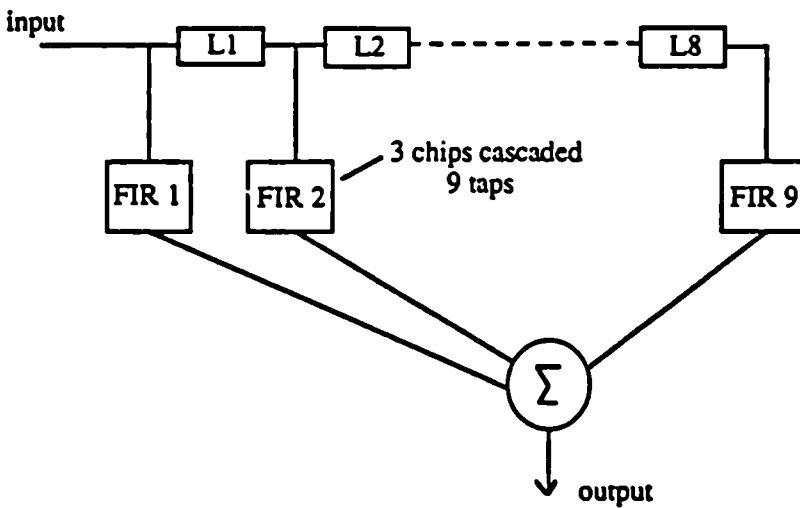 input
L1
L2
L8
3 chips cascaded
9 taps
FIR 1
FIR 2
FIR 9
Σ
output